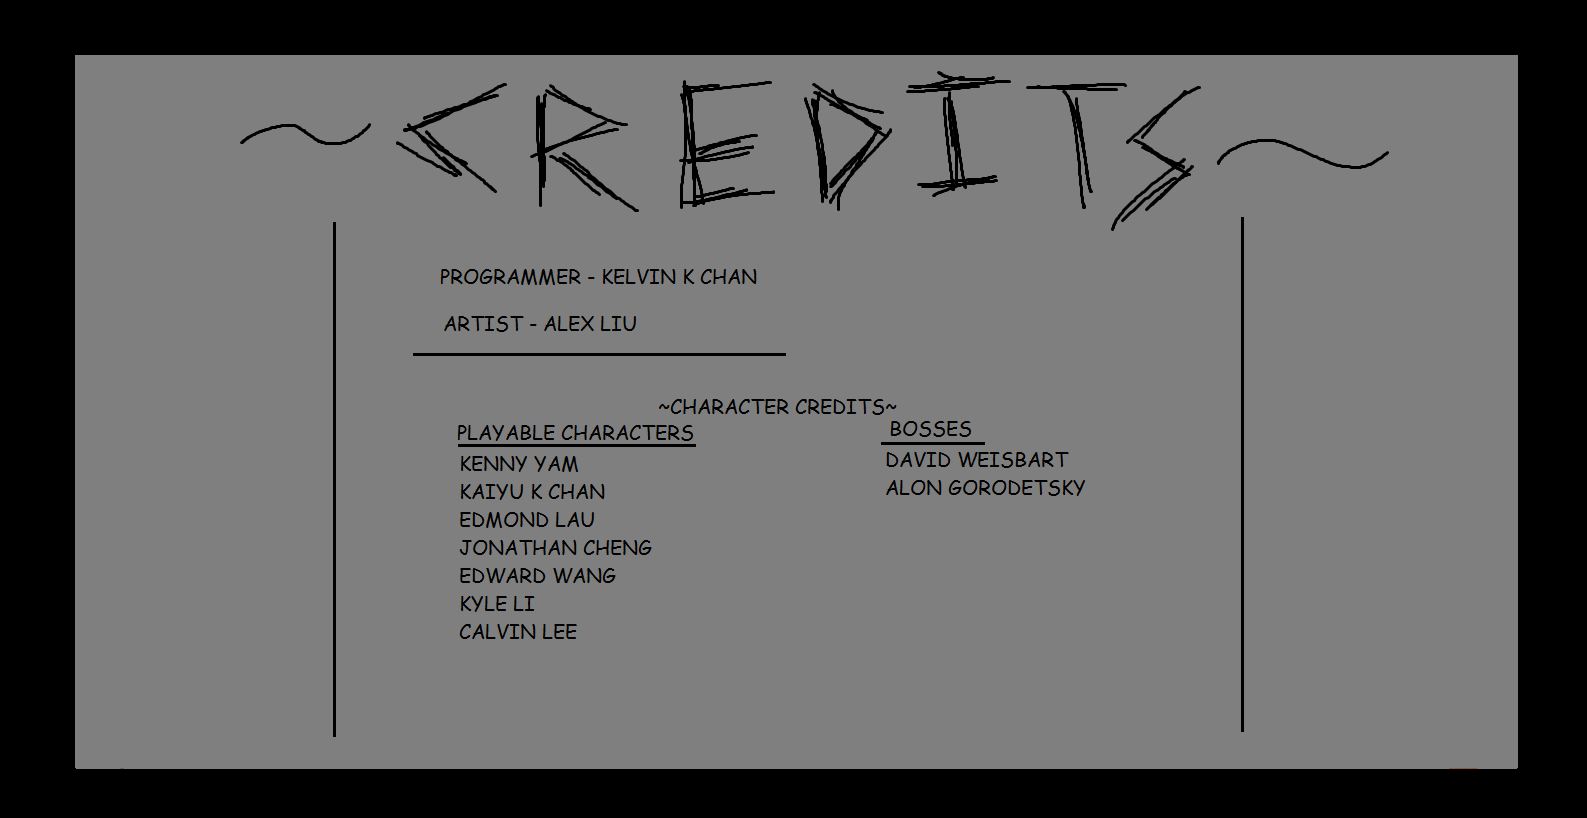 ~CREDITS~
PROGRAMMER - KELVIN K CHAN
ARTIST - ALEX LIU
~CHARACTER CREDITS~
PLAYABLE CHARACTERS
KENNY YAM
KAIYU K CHAN
EDMOND LAU
JONATHAN CHENG
EDWARD WANG
KYLE LI
CALVIN LEE
BOSSES
DAVID WEISBART
ALON GORODETSKY